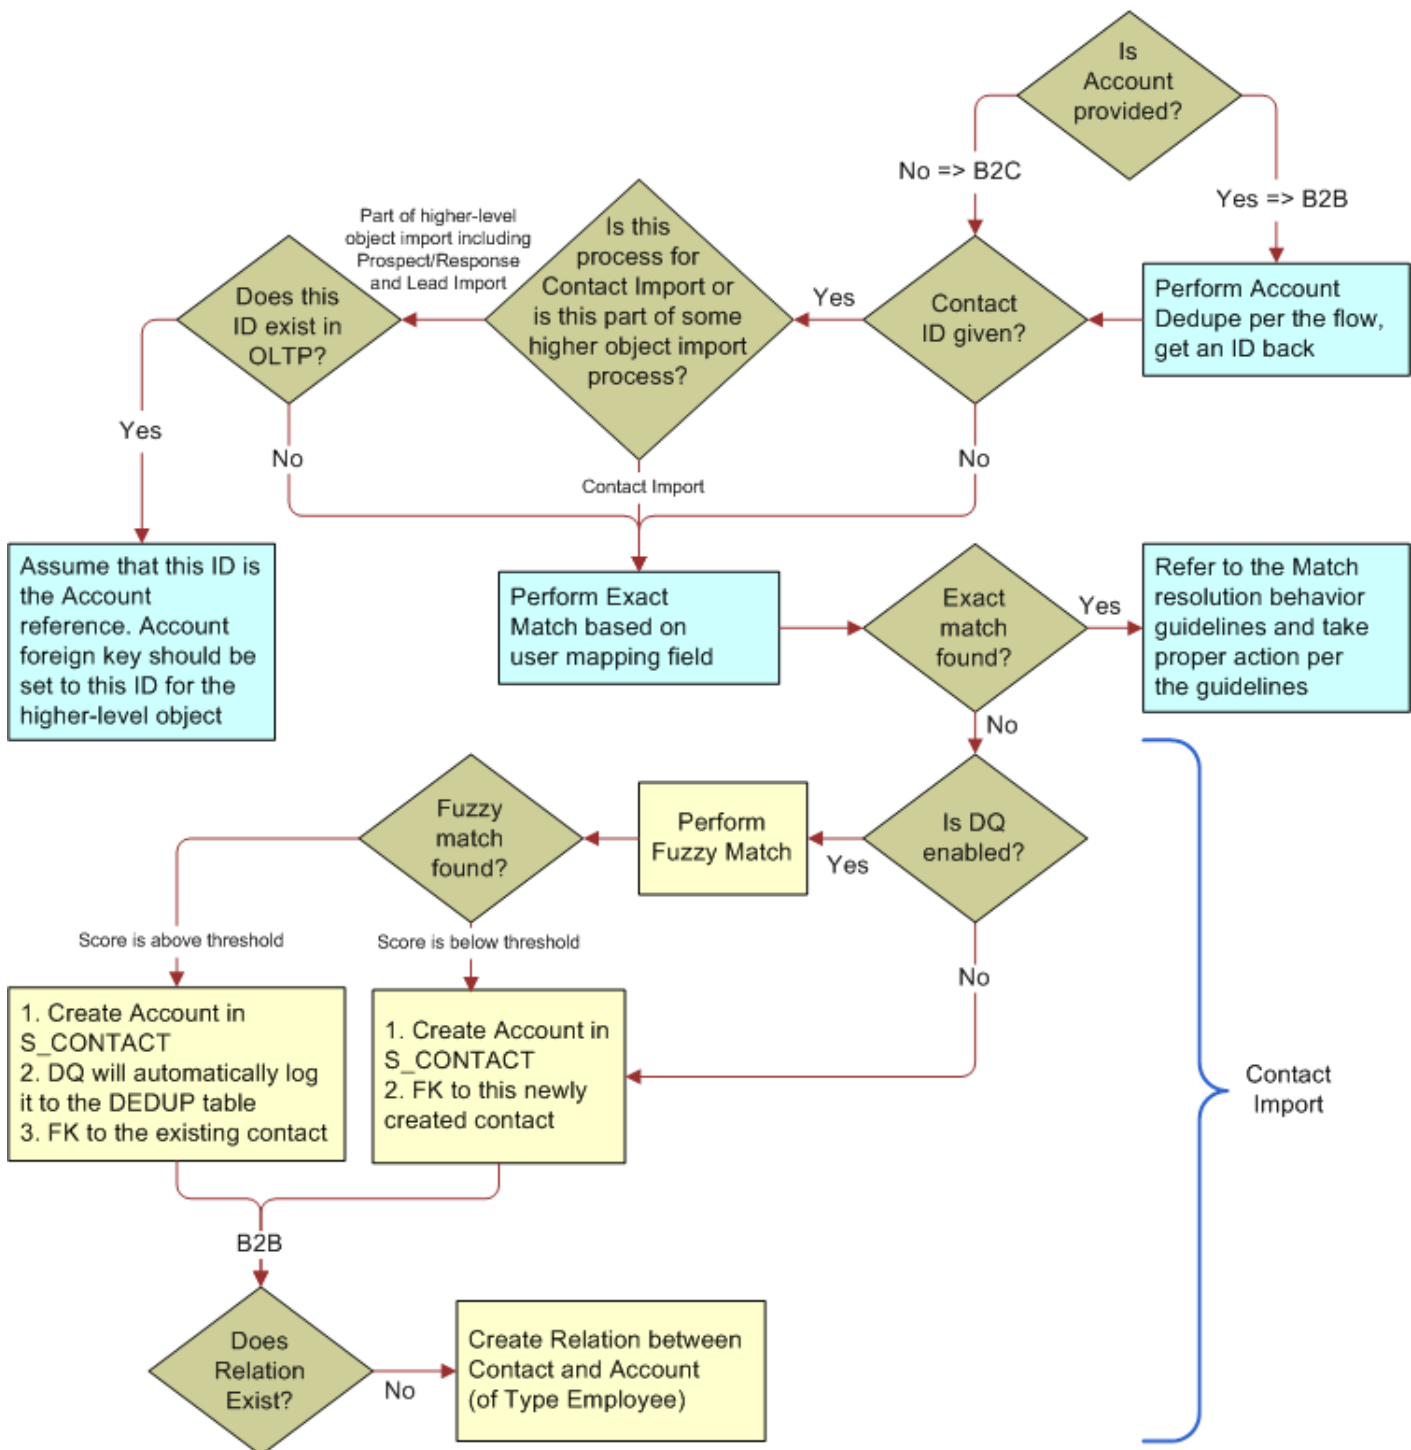 Is
Account
provided?
No => B2C
Yes => B2B
Part of higher-level
object import including
Prospect/Response
and Lead Import
Is this
process for
Contact Import or
is this part of some
higher object import
process?
Does this
ID exist in
OLTP?
Yes
Contact
ID given?
Perform Account
Dedupe per the flow,
get an ID back
Yes
No
Contact Import
No
Assume that this ID is
the Account
reference. Account
foreign key should be
set to this ID for the
higher-level object
Perform Exact
Match based on
user mapping field
Exact
match
found?
Yes
Refer to the Match
resolution behavior
guidelines and take
proper action per
the guidelines
No
Fuzzy
match
found?
Perform
Fuzzy Match
Yes
Is DQ
enabled?
Score is above threshold
Score is below threshold
No
1. Create Account in
S_CONTACT
2. DQ will automatically log
it to the DEDUP table
3. FK to the existing contact
1. Create Account in
S_CONTACT
2. FK to this newly
created contact
Contact
Import
B2B
Does
Relation
Exist?
No
Create Relation between
Contact and Account
(of Type Employee)